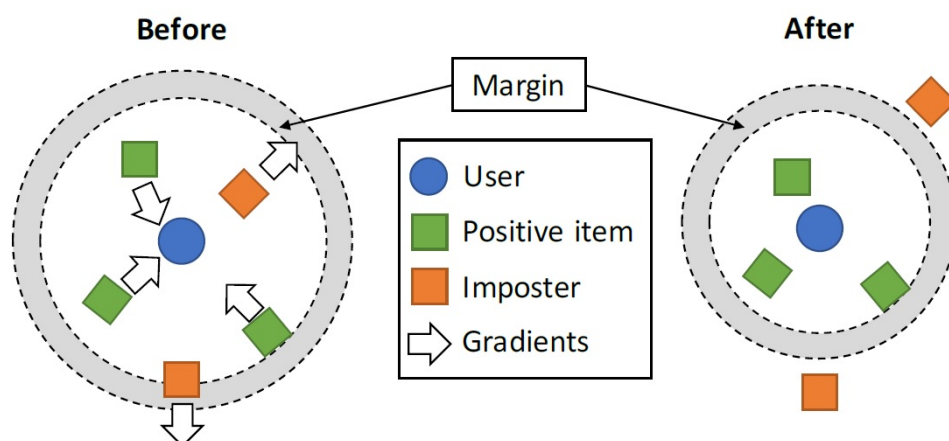 Before
After
Margin
User
Positive item
Imposter
Gradients